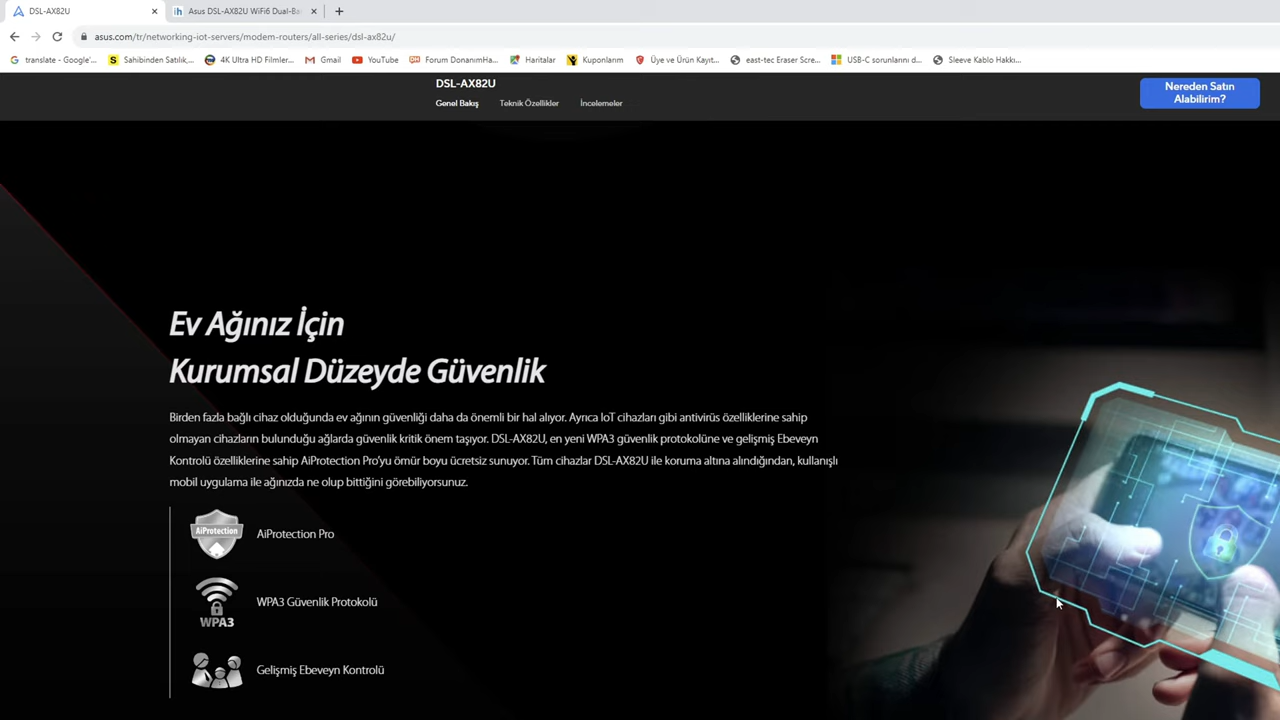 DSL-AX82U
Asus DSL-AX82U WiFi6 Dual-Ba
asus.com/tr/networking-iot-servers/modem-routers/all-series/dsl-ax82u/
translate - Google'...
Sahibinden Satılık,...
4K Ultra HD Filmler...
Gmail
YouTube
Forum DonanımHa...
Haritalar
Kuponlarım
Üye ve Ürün Kayıt...
east-tec Eraser Scre...
USB-C sorunlarını d...
Sleeve Kablo Hakkı...
DSL-AX82U
Genel Bakış
Teknik Özellikler
İncelemeler
Nereden Satın
Alabilirim?
Ev Ağınız İçin
Kurumsal Düzeyde Güvenlik
Birden fazla bağlı cihaz olduğunda ev ağının güvenliği daha da önemli bir hal alıyor. Ayrıca IoT cihazları gibi antivirüs özelliklerine sahip
olmayan cihazların bulunduğu ağlarda güvenlik kritik önem taşıyor. DSL-AX82U, en yeni WPA3 güvenlik protokolüne ve gelişmiş Ebeveyn
Kontrolü özelliklerine sahip AiProtection Pro'yu ömür boyu ücretsiz sunuyor. Tüm cihazlar DSL-AX82U ile koruma altına alındığından, kullanışlı
mobil uygulama ile ağınızda ne olup bittiğini görebiliyorsunuz.
AiProtection
AiProtection Pro
WPA3
WPA3 Güvenlik Protokolü
Gelişmiş Ebeveyn Kontrolü